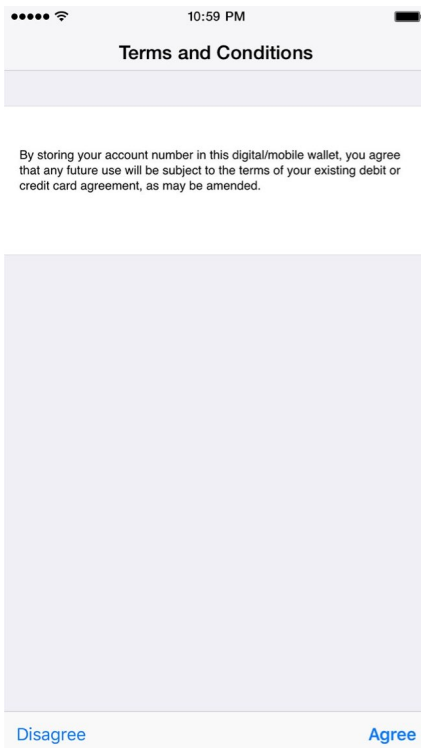 10:59 PM
Terms and Conditions
By storing your account number in this digital/mobile wallet, you agree
that any future use will be subject to the terms of your existing debit or
credit card agreement, as may be amended.
Disagree
Agree